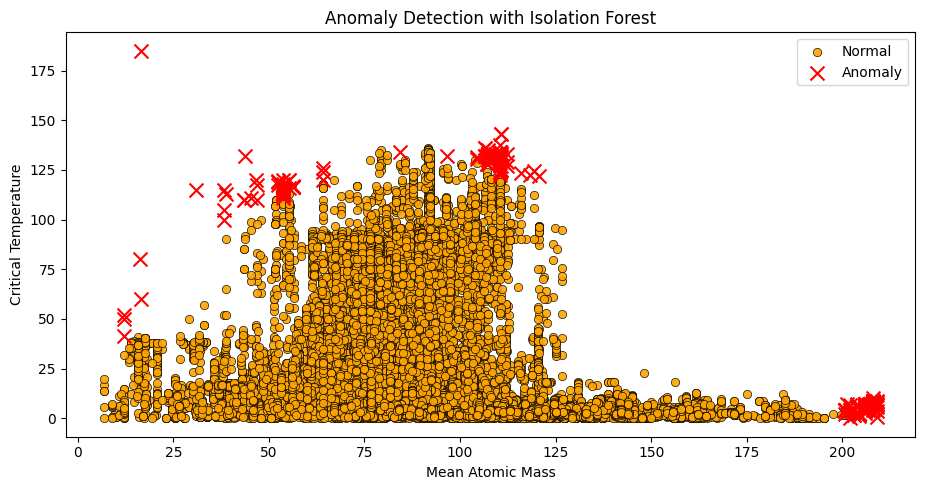 Anomaly Detection with Isolation Forest
Normal
Anomaly
Critical Temperature
175
150
125
100
75
50
25
0
0 25 50 75 100 125 150 175 200
Mean Atomic Mass